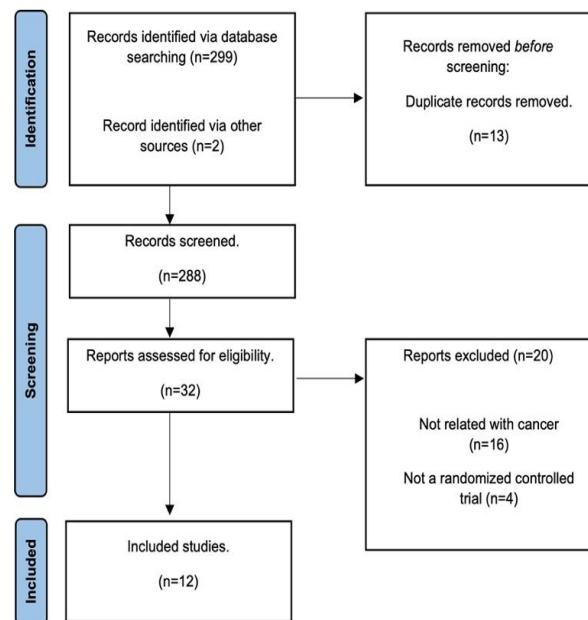 Identification
Records identified via database
searching (n=299)
Record identified via other
sources (n=2)
Records removed before
screening:
Duplicate records removed.
(n=13)
Screening
Records screened.
(n=288)
Reports assessed for eligibility.
(n=32)
Reports excluded (n=20)
Not related with cancer
(n=16)
Not a randomized controlled
trial (n=4)
Included
Included studies.
(n=12)